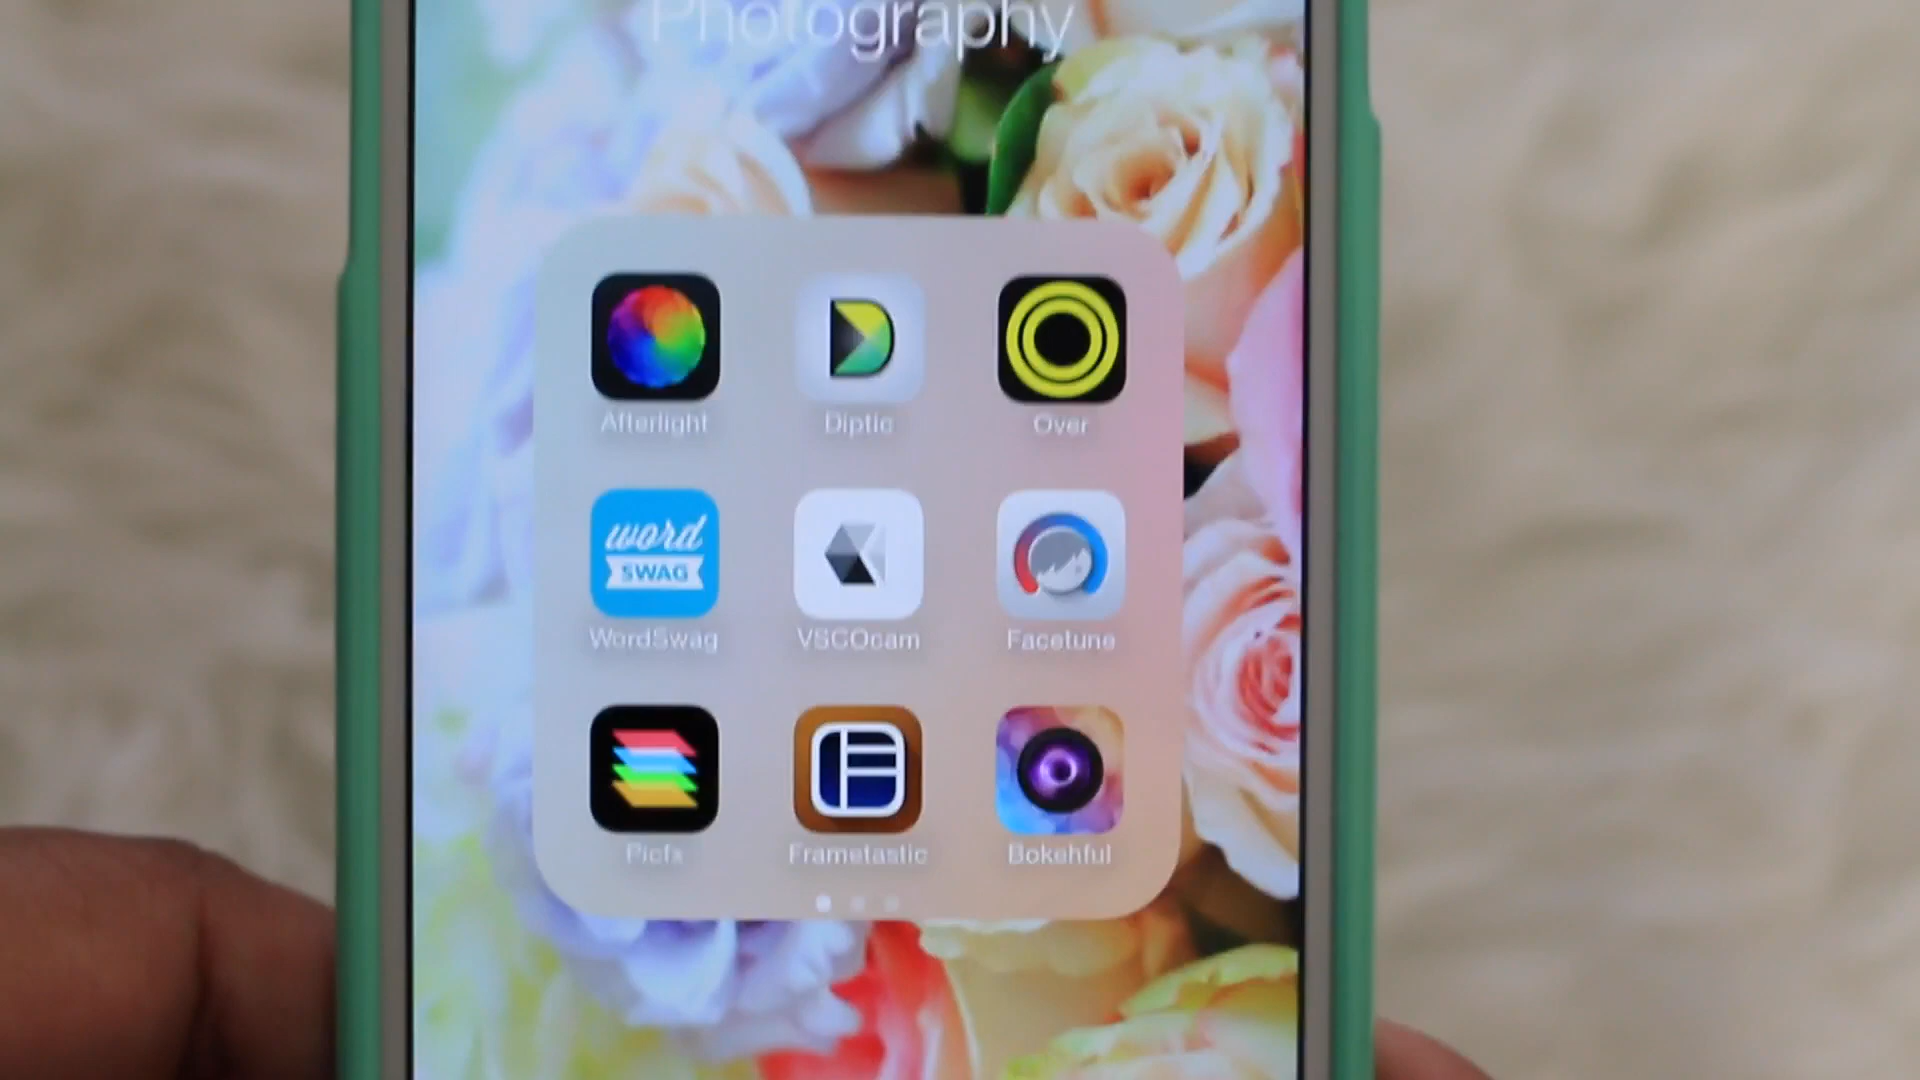 Photography
Afterlight
Diptic
Over
word
SWAG
WordSwag
VSCOcam
Facetune
Picfx
Frametastic
Bokehful